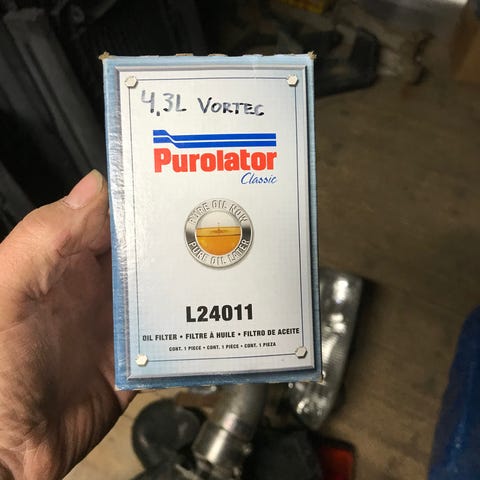 4.3L VORTEC
Purolator
Classic
PURE OIL NOW
PURE OIL LATER
L24011
OIL FILTER • FILTRE À HUILE • FILTRO DE ACEITE
CONT. 1 PIECE • CONT. 1 PIÈCE • CONT. 1 PIEZA